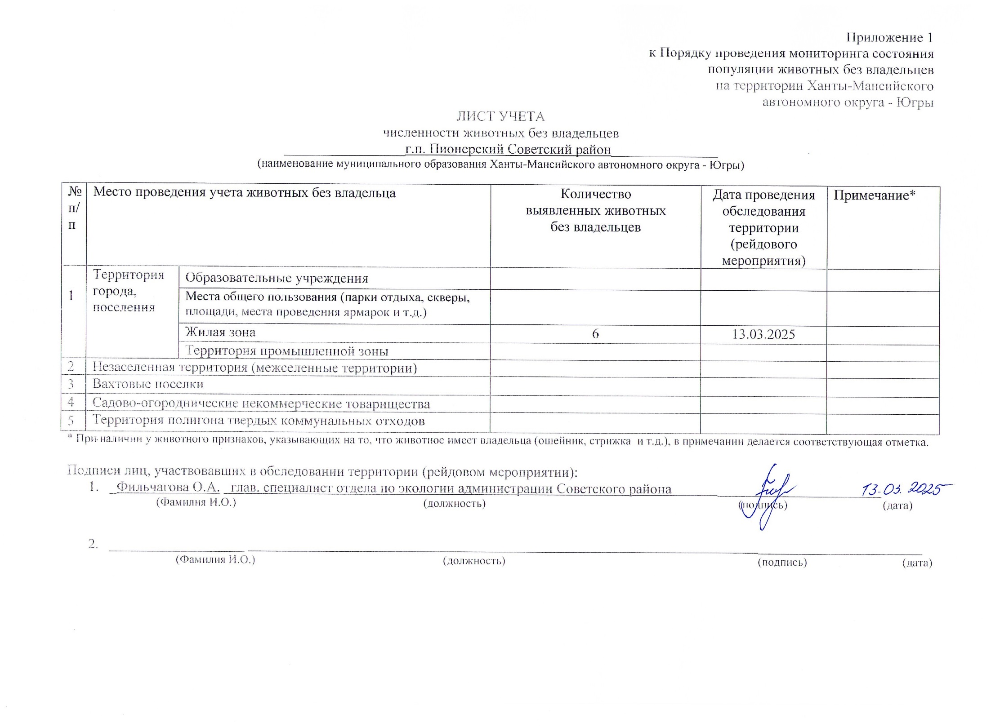 Приложение 1
к Порядку проведения мониторинга состояния
популяции животных без владельцев
на территории Ханты-Мансийского
автономного округа - Югры
ЛИСТ УЧЕТА
численности животных без владельцев
г.п. Пионерский Советский район
(наименование муниципального образования Ханты-Мансийского автономного округа - Югры)
№ п/п
Место проведения учета животных без владельца
Количество
выявленных животных
без владельцев
Дата проведения
обследования
территории
(рейдового
мероприятия)
Примечание*
1
Территория
города,
поселения
Образовательные учреждения
Места общего пользования (парки отдыха, скверы,
площади, места проведения ярмарок и т.д.)
Жилая зона 6 13.03.2025
Территория промышленной зоны
2 Незаселенная территория (межселенные территории)
3 Вахтовые поселки
4 Садово-огороднические некоммерческие товарищества
5 Территория полигона твердых коммунальных отходов
* При наличии у животного признаков, указывающих на то, что животное имеет владельца (ошейник, стрижка и т.д.), в примечании делается соответствующая отметка.
Подписи лиц, участвовавших в обследовании территории (рейдовом мероприятии):
1. Фильчагова О.А. глав. специалист отдела по экологии администрации Советского района 13.03.2025
(Фамилия И.О.) (должность) (подпись) (дата)
2.
(Фамилия И.О.) (должность) (подпись) (дата)